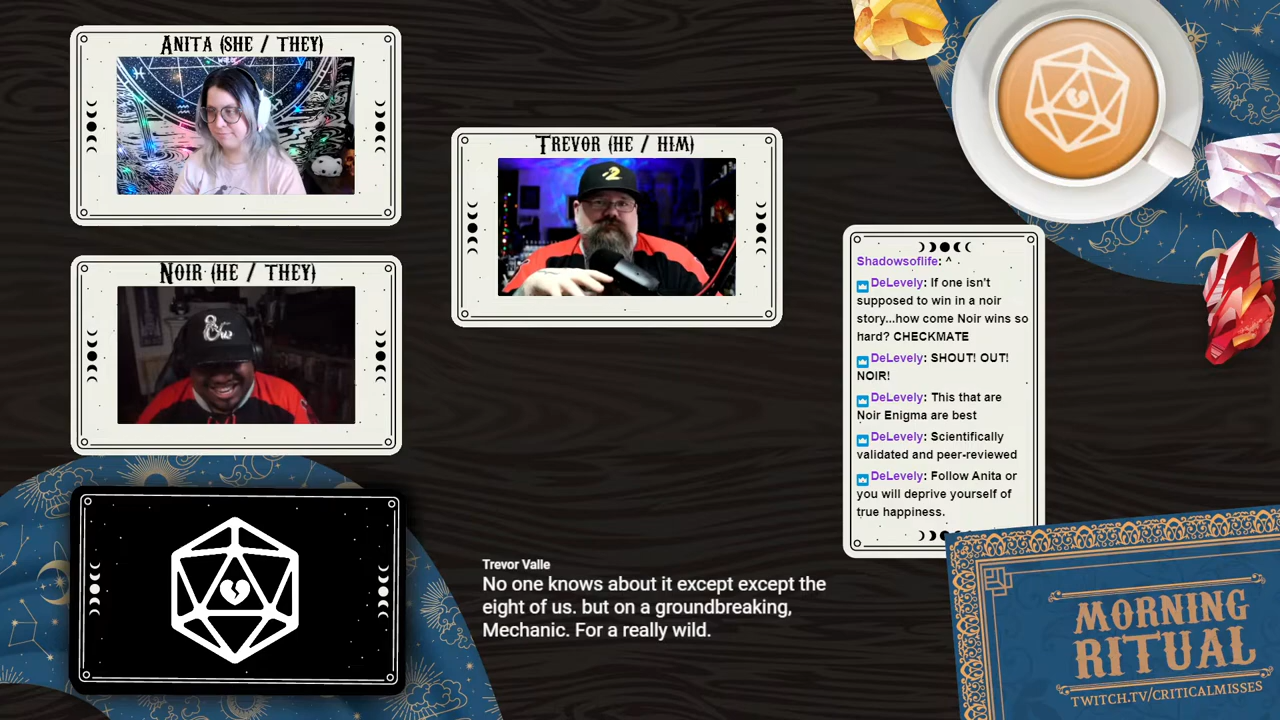 ANITA (SHE / THEY)
TREVOR (HE / HIM)
NOIR (HE / THEY)
Shadowsoflife: ^
DeLevely: If one isn't
supposed to win in a noir
story...how come Noir wins so
hard? CHECKMATE
DeLevely: SHOUT! OUT!
NOIR!
DeLevely: This that are
Noir Enigma are best
DeLevely: Scientifically
validated and peer-reviewed
DeLevely: Follow Anita or
you will deprive yourself of
true happiness.
Trevor Valle
No one knows about it except except the
eight of us. but on a groundbreaking,
Mechanic. For a really wild.
MORNING
RITUAL
TWITCH.TV/CRITICALMISSES